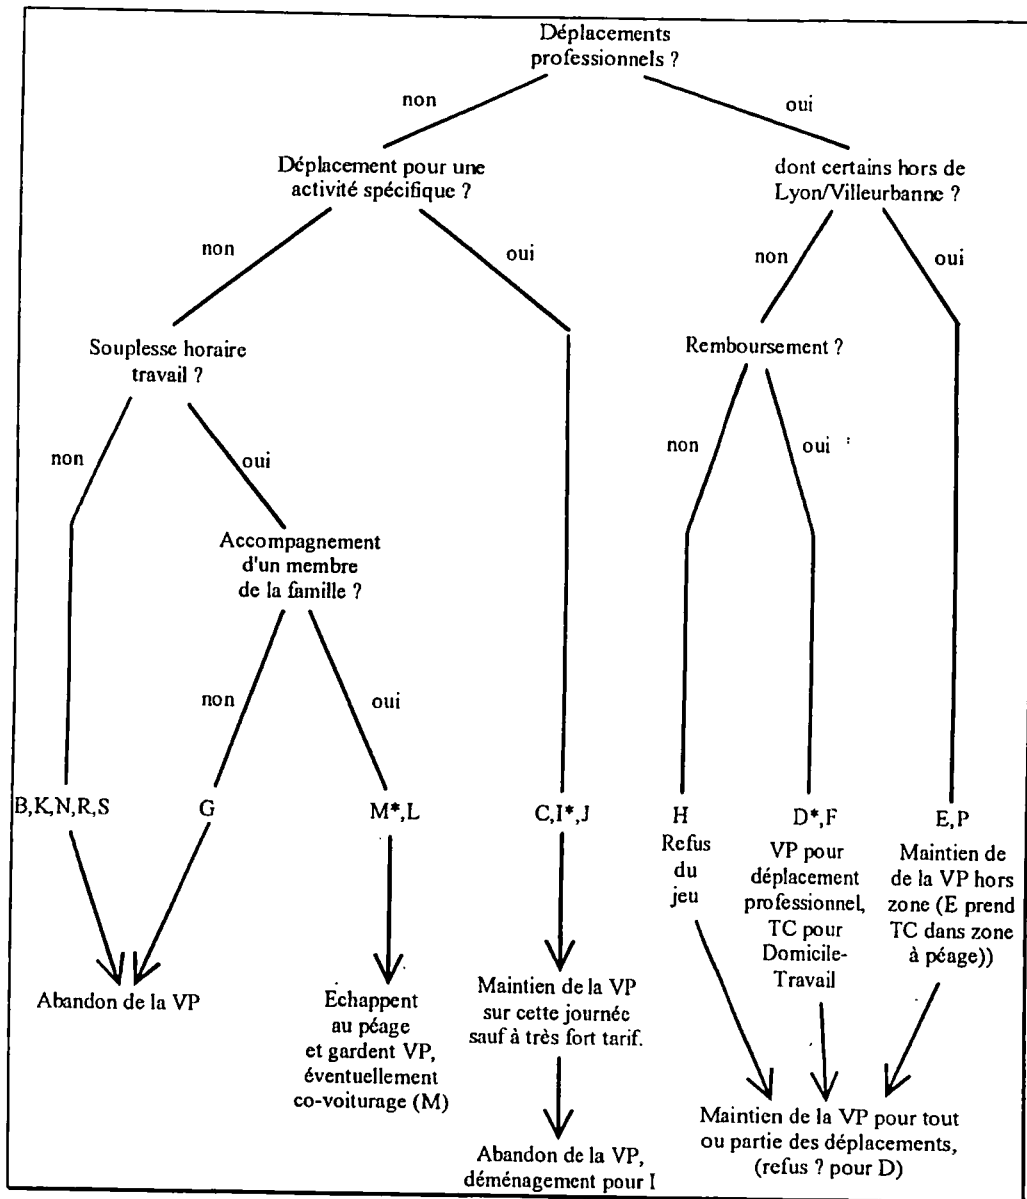 Déplacements
professionnels ?
non
oui
Déplacement pour une
activité spécifique ?
dont certains hors de
Lyon/Villeurbanne ?
non
oui
non
oui
Souplesse horaire
travail ?
Remboursement ?
non
oui
non
oui
Accompagnement
d'un membre
de la famille ?
non
oui
B,K,N,R,S
G
M*,L
C,I*,J
H
D*,F
E,P
Refus
du
jeu
VP pour
déplacement
professionnel,
TC pour
Domicile-
Travail
Maintien de
de la VP hors
zone (E prend
TC dans zone
à péage))
Abandon de la VP
Echappent
au péage
et gardent VP,
éventuellement
co-voiturage (M)
Maintien de la VP
sur cette journée
sauf à très fort tarif.
Maintien de la VP pour tout
ou partie des déplacements,
(refus ? pour D)
Abandon de la VP,
déménagement pour I